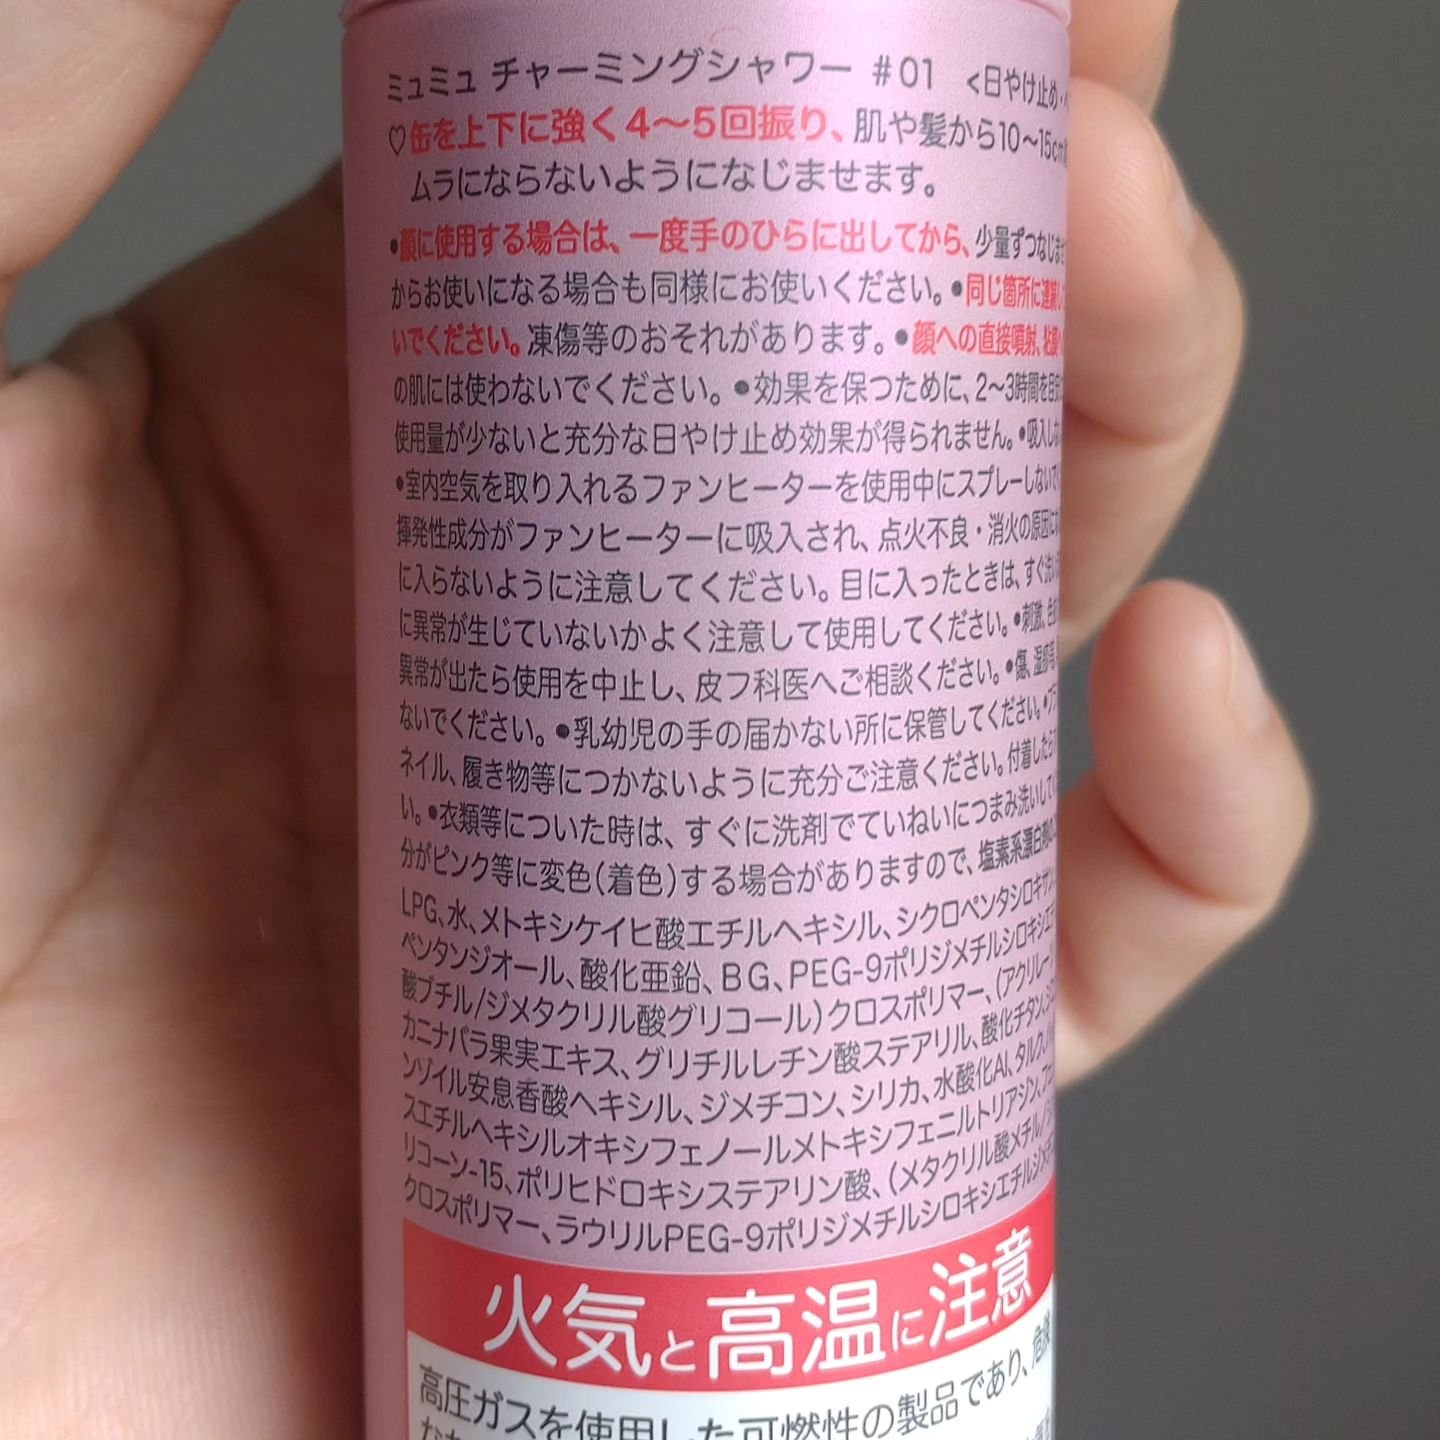 ミュミュ チャーミングシャワー #01 <日やけ止め・
♡缶を上下に強く4～5回振り、肌や髪から10～15cm
ムラにならないようになじませます。
●顔に使用する場合は、一度手のひらに出してから、少量ずつなじませ
からお使いになる場合も同様にお使いください。●同じ箇所に連続し
いでください。凍傷等のおそれがあります。●顔への直接噴射、粘膜
の肌には使わないでください。●効果を保つために、2～3時間を目安
使用量が少ないと充分な日やけ止め効果が得られません。●吸入しな
●室内空気を取り入れるファンヒーターを使用中にスプレーしないで
揮発性成分がファンヒーターに吸入され、点火不良・消火の原因にな
に入らないように注意してください。目に入ったときは、すぐ洗い
に異常が生じていないかよく注意して使用してください。●刺激、色
異常が出たら使用を中止し、皮フ科医へご相談ください。●傷、湿疹等
ないでください。●乳幼児の手の届かない所に保管してください。●プラ
ネイル、履き物等につかないように充分ご注意ください。付着したら
い。●衣類等についた時は、すぐに洗剤でていねいにつまみ洗いして
分がピンク等に変色(着色)する場合がありますので、塩素系漂白剤の
LPG、水、メトキシケイヒ酸エチルヘキシル、シクロペンタシロキサン、
ペンタンジオール、酸化亜鉛、BG、PEG-9ポリジメチルシロキシエチ
酸ブチル/ジメタクリル酸グリコール)クロスポリマー、(アクリレーツ/
カニナバラ果実エキス、グリチルレチン酸ステアリル、酸化チタン、
ンゾイル安息香酸ヘキシル、ジメチコン、シリカ、水酸化Al、タルク、
スエチルヘキシルオキシフェノールメトキシフェニルトリアジン、
リコーン-15、ポリヒドロキシステアリン酸、(メタクリル酸メチル/
クロスポリマー、ラウリルPEG-9ポリジメチルシロキシエチルジメチ
火気と高温に注意
高圧ガスを使用した可燃性の製品であり、危険